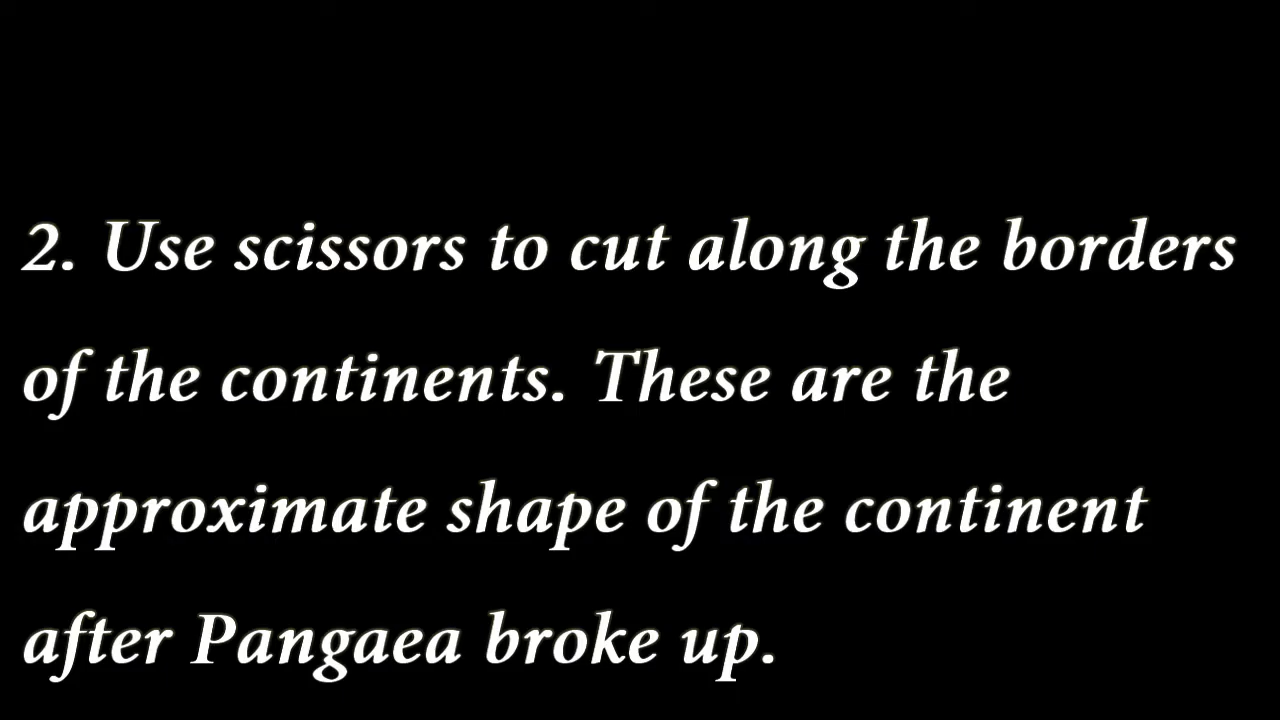 2. Use scissors to cut along the borders
of the continents. These are the
approximate shape of the continent
after Pangaea broke up.